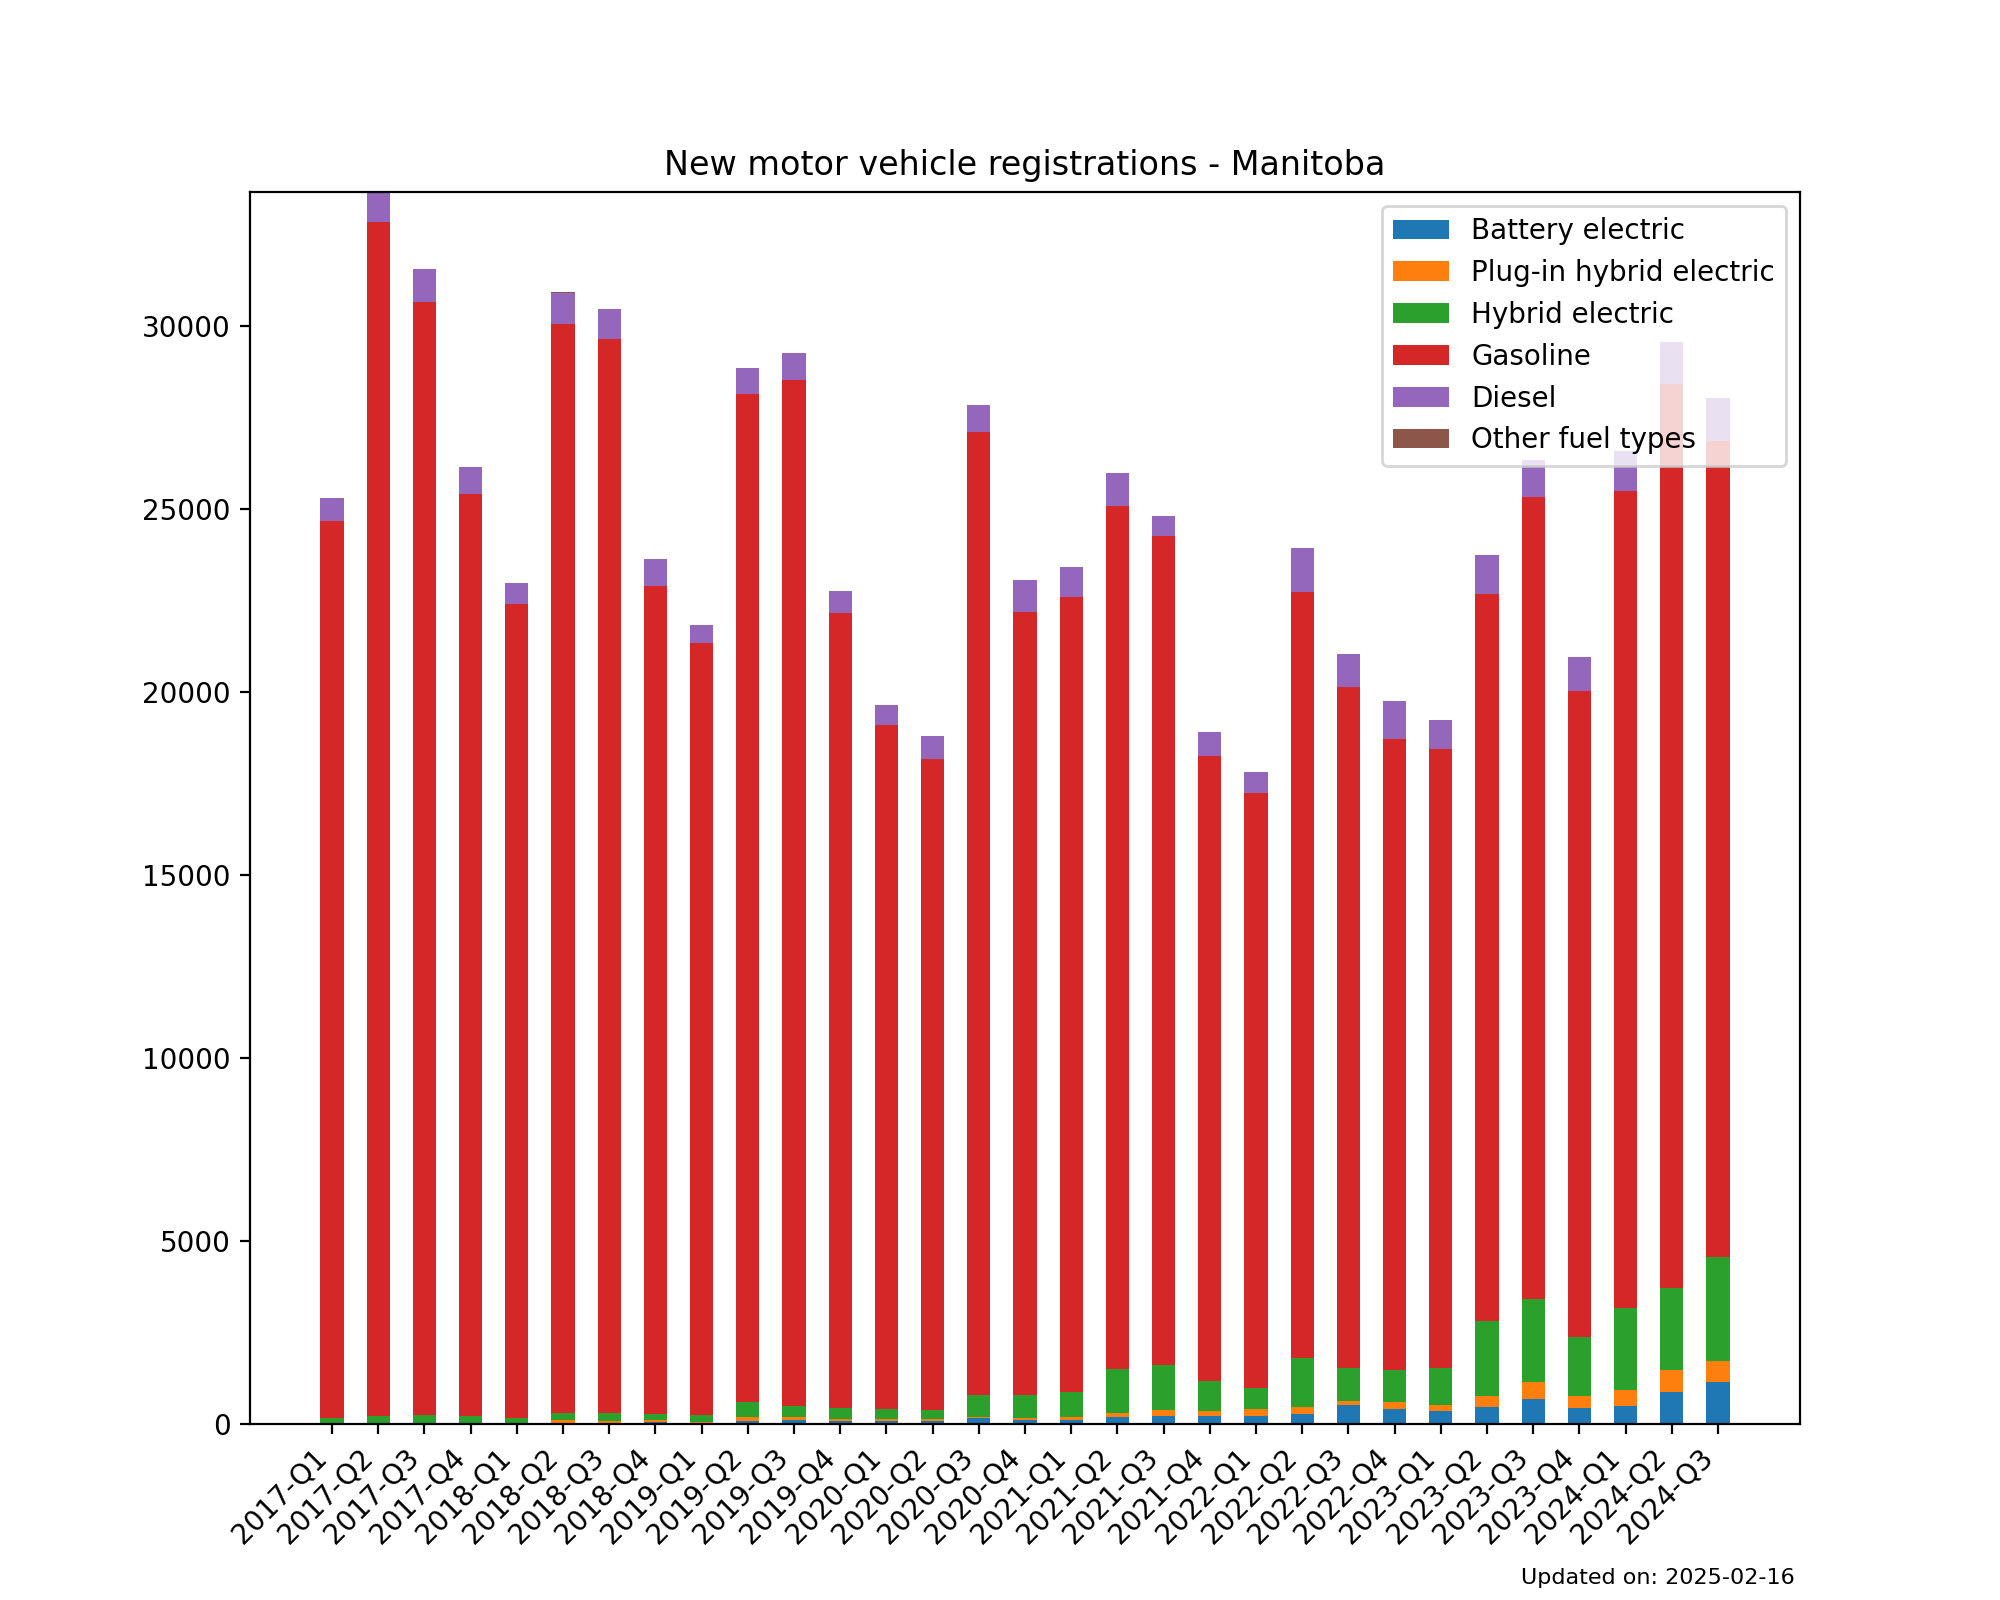 New motor vehicle registrations - Manitoba
Battery electric
Plug-in hybrid electric
Hybrid electric
Gasoline
Diesel
Other fuel types
30000
25000
20000
15000
10000
5000
0
2017-Q1
2017-Q2
2017-Q3
2017-Q4
2018-Q1
2018-Q2
2018-Q3
2018-Q4
2019-Q1
2019-Q2
2019-Q3
2019-Q4
2020-Q1
2020-Q2
2020-Q3
2020-Q4
2021-Q1
2021-Q2
2021-Q3
2021-Q4
2022-Q1
2022-Q2
2022-Q3
2022-Q4
2023-Q1
2023-Q2
2023-Q3
2023-Q4
2024-Q1
2024-Q2
2024-Q3
Updated on: 2025-02-16